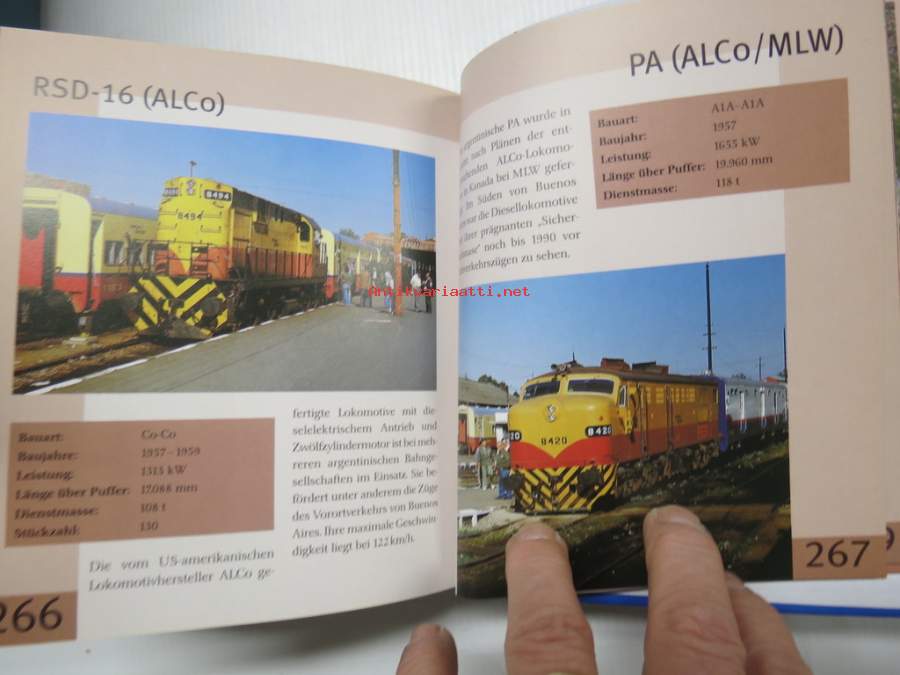 RSD-16 (ALCo)
8494
8494
Antikvariaatti.net
Bauart: Co-Co
Baujahre: 1957–1959
Leistung: 1313 kW
Länge über Puffer: 17.088 mm
Dienstmasse: 108 t
Stückzahl: 130
Die vom US-amerikanischen
Lokomotivhersteller ALCo ge-
fertigte Lokomotive mit die-
selelektrischem Antrieb und
Zwölfzylindermotor ist bei meh-
reren argentinischen Bahnge-
sellschaften im Einsatz. Sie be-
fördert unter anderem die Züge
des Vorortverkehrs von Buenos
Aires. Ihre maximale Geschwin-
digkeit liegt bei 122 km/h.
266
PA (ALCo/MLW)
argentinische PA wurde in
nach Plänen der ent-
ALCo-Lokomo-
in Kanada bei MLW gefer-
Im Süden von Buenos
nur die Diesellokomotive
ihrer prägnanten „Sicher-
noch bis 1990 vor
zu sehen.
Bauart: A1A-A1A
Baujahr: 1957
Leistung: 1655 kW
Länge über Puffer: 19.960 mm
Dienstmasse: 118 t
8420
8420
267
9